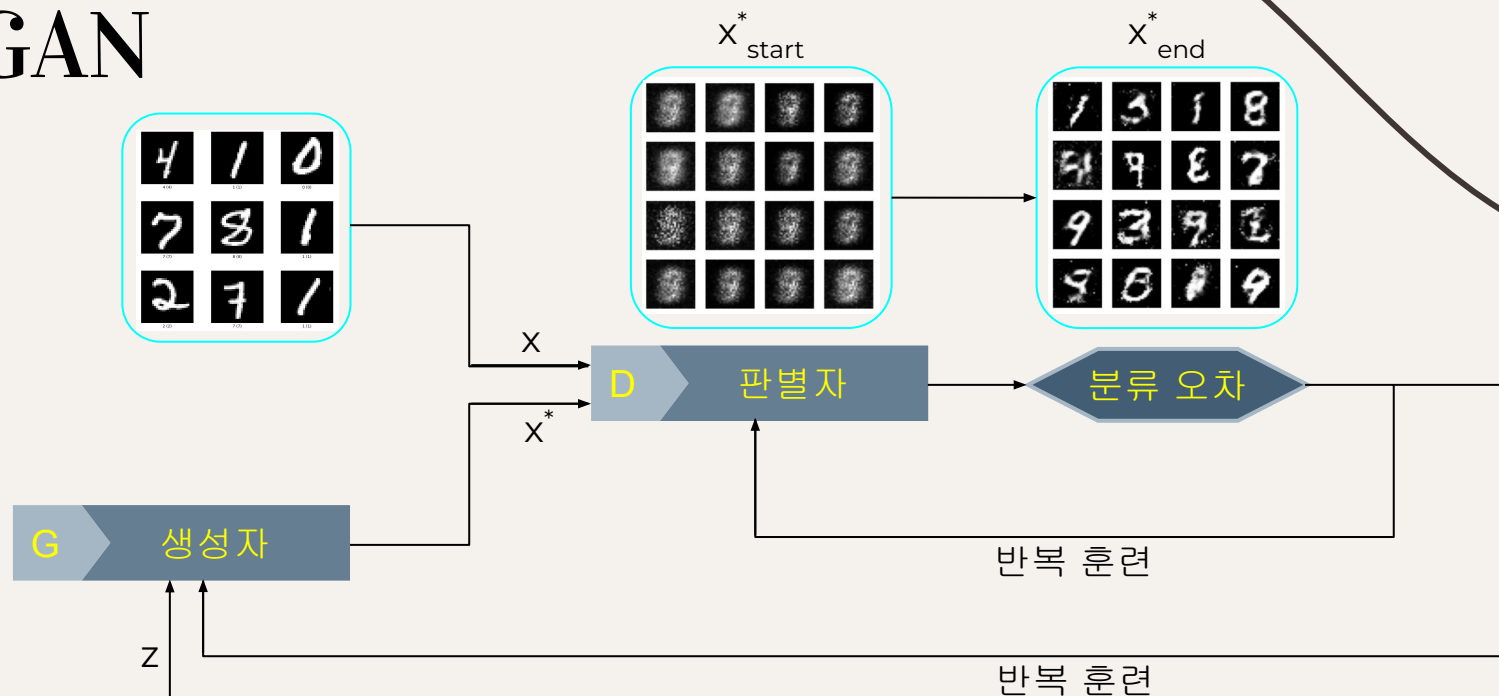 GAN
X*start
X*end
X
D
판별자
분류 오차
X*
G
생성자
반복 훈련
Z
반복 훈련